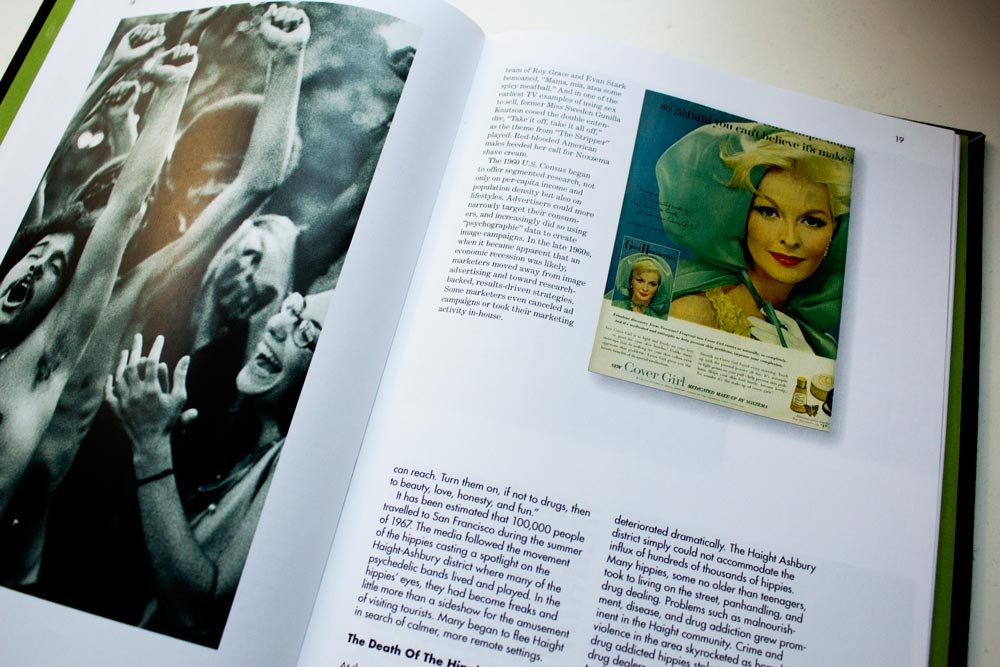 19
team of Roy Grace and Evan Stark
bemoaned, "Mama, mia, atsa some
spicy meatball." And in one of the
earliest TV examples of using sex
to sell, former Miss Sweden Gunilla
Knutson cooed the double enten-
dre, "Take it off, take it all off,"
as the theme from "The Stripper"
played. Red-blooded American
males heeded her call for Noxzema
shave cream.
The 1960 U.S. Census began
to offer segmented research, not
only on per-capita income and
population density but also on
lifestyles. Advertisers could more
narrowly target their consum-
ers, and increasingly did so using
"psychographic" data to create
image campaigns. In the late 1960s,
when it became apparent that an
economic recession was likely,
marketers moved away from image
advertising and toward research-
backed, results-driven strategies.
Some marketers even canceled ad
campaigns or took their marketing
activity in-house.
so natural you can't believe it's make-
NEW Cover Girl MEDICATED MAKE-UP BY NOXZEMA
can reach. Turn them on, if not to drugs, then
to beauty, love, honesty, and fun."
It has been estimated that 100,000 people
travelled to San Francisco during the summer
of 1967. The media followed the movement
of the hippies casting a spotlight on the
Haight-Ashbury district where many of the
psychedelic bands lived and played. In the
hippies' eyes, they had become freaks and
little more than a sideshow for the amusement
of visiting tourists. Many began to flee Haight
in search of calmer, more remote settings.
The Death Of The
deteriorated dramatically. The Haight Ashbury
district simply could not accommodate the
influx of hundreds of thousands of hippies.
Many hippies, some no older than teenagers,
took to living on the street, panhandling, and
drug dealing. Problems such as malnourish-
ment, disease, and drug addiction grew prom-
inent in the Haight community. Crime and
violence in the area skyrocketed as
drug addicted hippies
drug